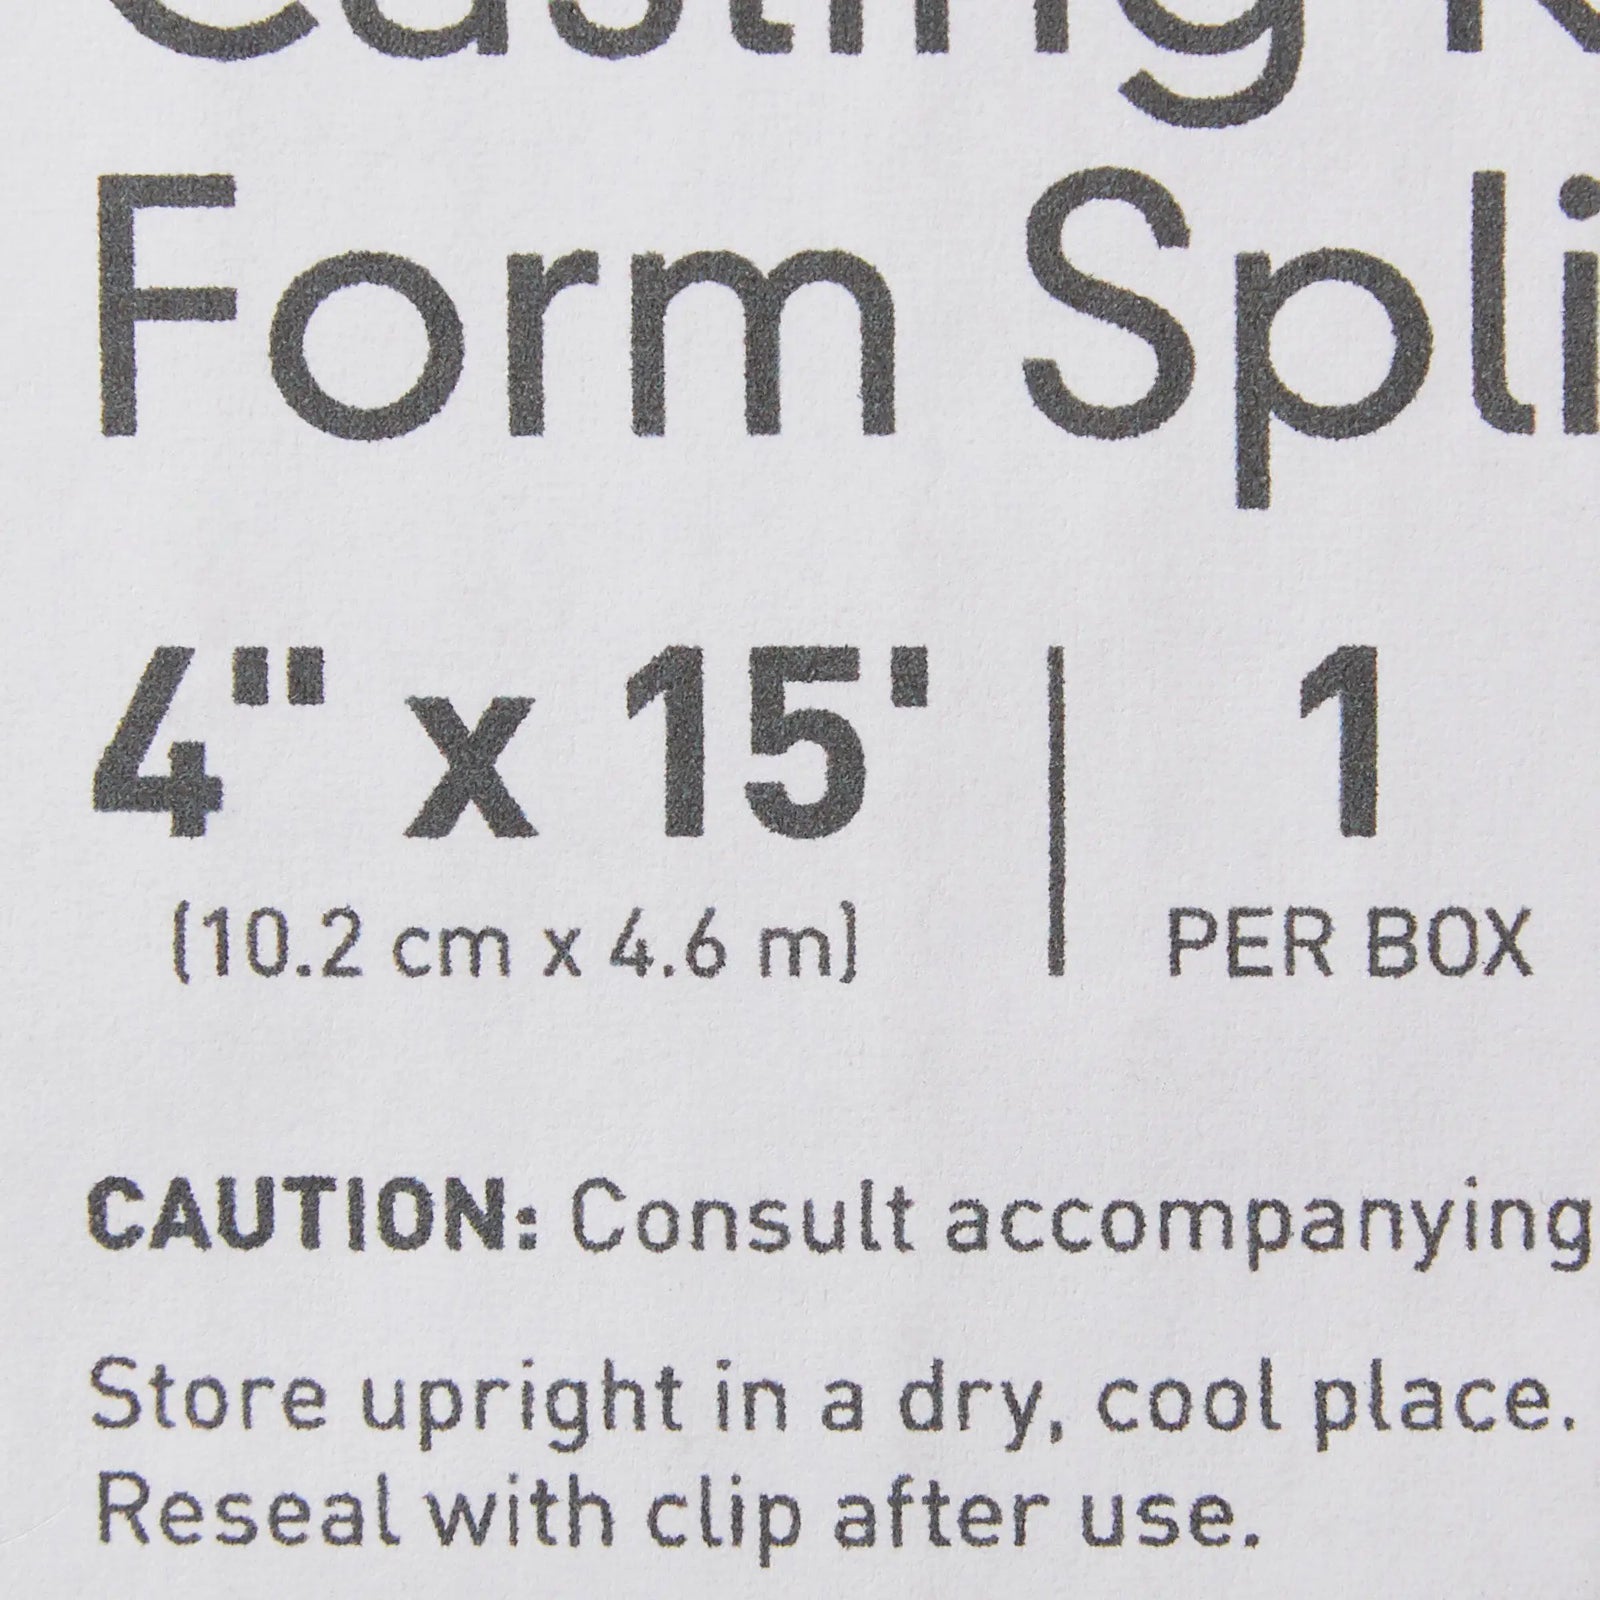 Casting
Form
4" x 15' | 1
(10.2 cm x 4.6 m) PER BOX
CAUTION: Consult accompanying
Store upright in a dry, cool place.
Reseal with clip after use.